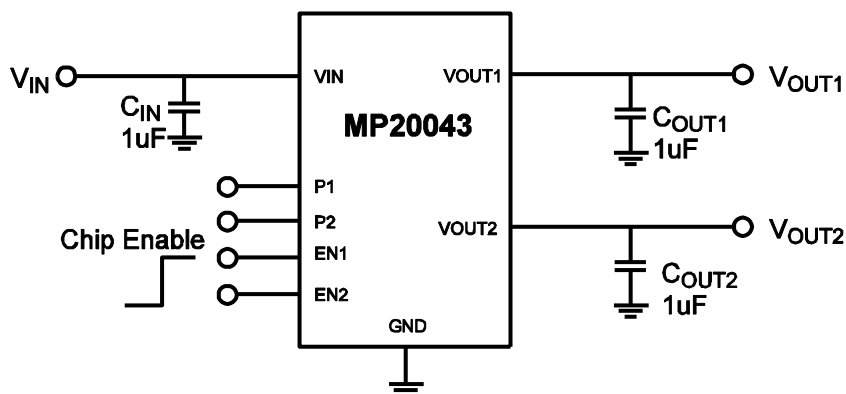 VIN
CIN
1uF
VIN
VOUT1
MP20043
VOUT1
COUT1
1uF
P1
P2
Chip Enable
EN1
EN2
VOUT2
VOUT2
COUT2
1uF
GND